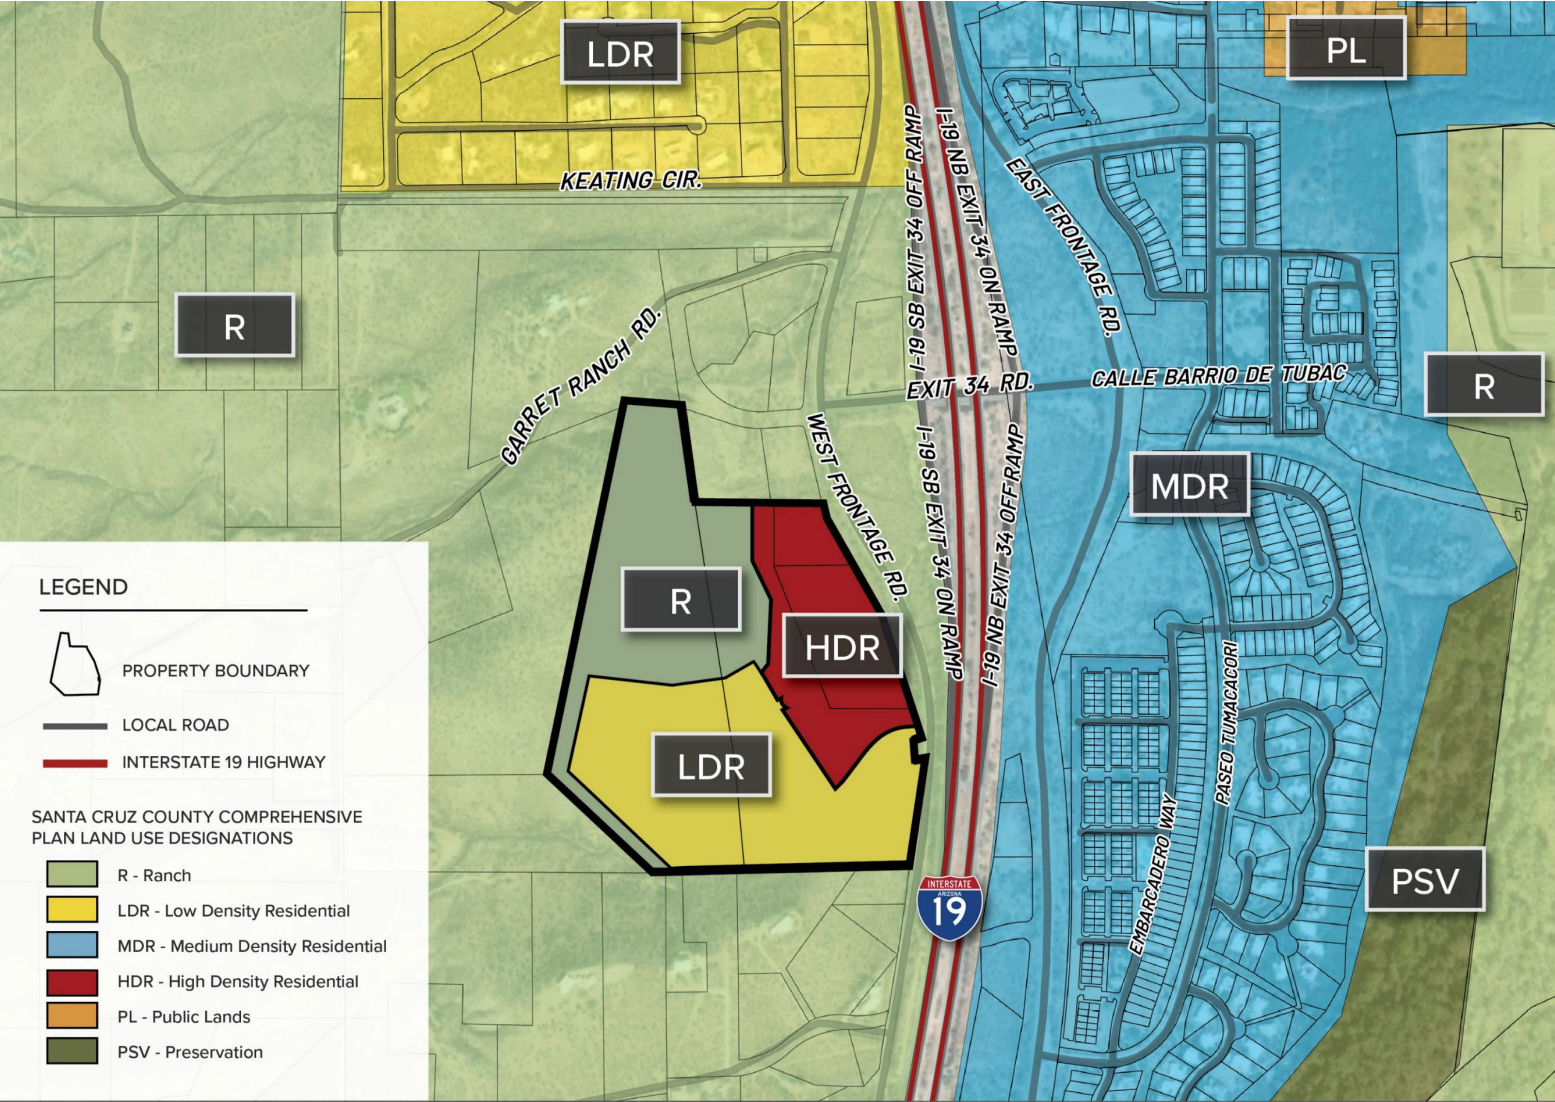 LDR
PL
KEATING CIR.
I-19 SB EXIT 34 OFF RAMP
I-19 NB EXIT 34 ON RAMP
EAST FRONTAGE RD.
R
GARRET RANCH RD.
EXIT 34 RD.
CALLE BARRIO DE TUBAC
R
WEST FRONTAGE RD.
I-19 SB EXIT 34 ON RAMP
I-19 NB EXIT 34 OFF RAMP
MDR
R
HDR
LDR
PASEO TUMACACORI
EMBARCADERO WAY
PSV
INTERSTATE
ARIZONA
19
LEGEND
PROPERTY BOUNDARY
LOCAL ROAD
INTERSTATE 19 HIGHWAY
SANTA CRUZ COUNTY COMPREHENSIVE
PLAN LAND USE DESIGNATIONS
R - Ranch
LDR - Low Density Residential
MDR - Medium Density Residential
HDR - High Density Residential
PL - Public Lands
PSV - Preservation